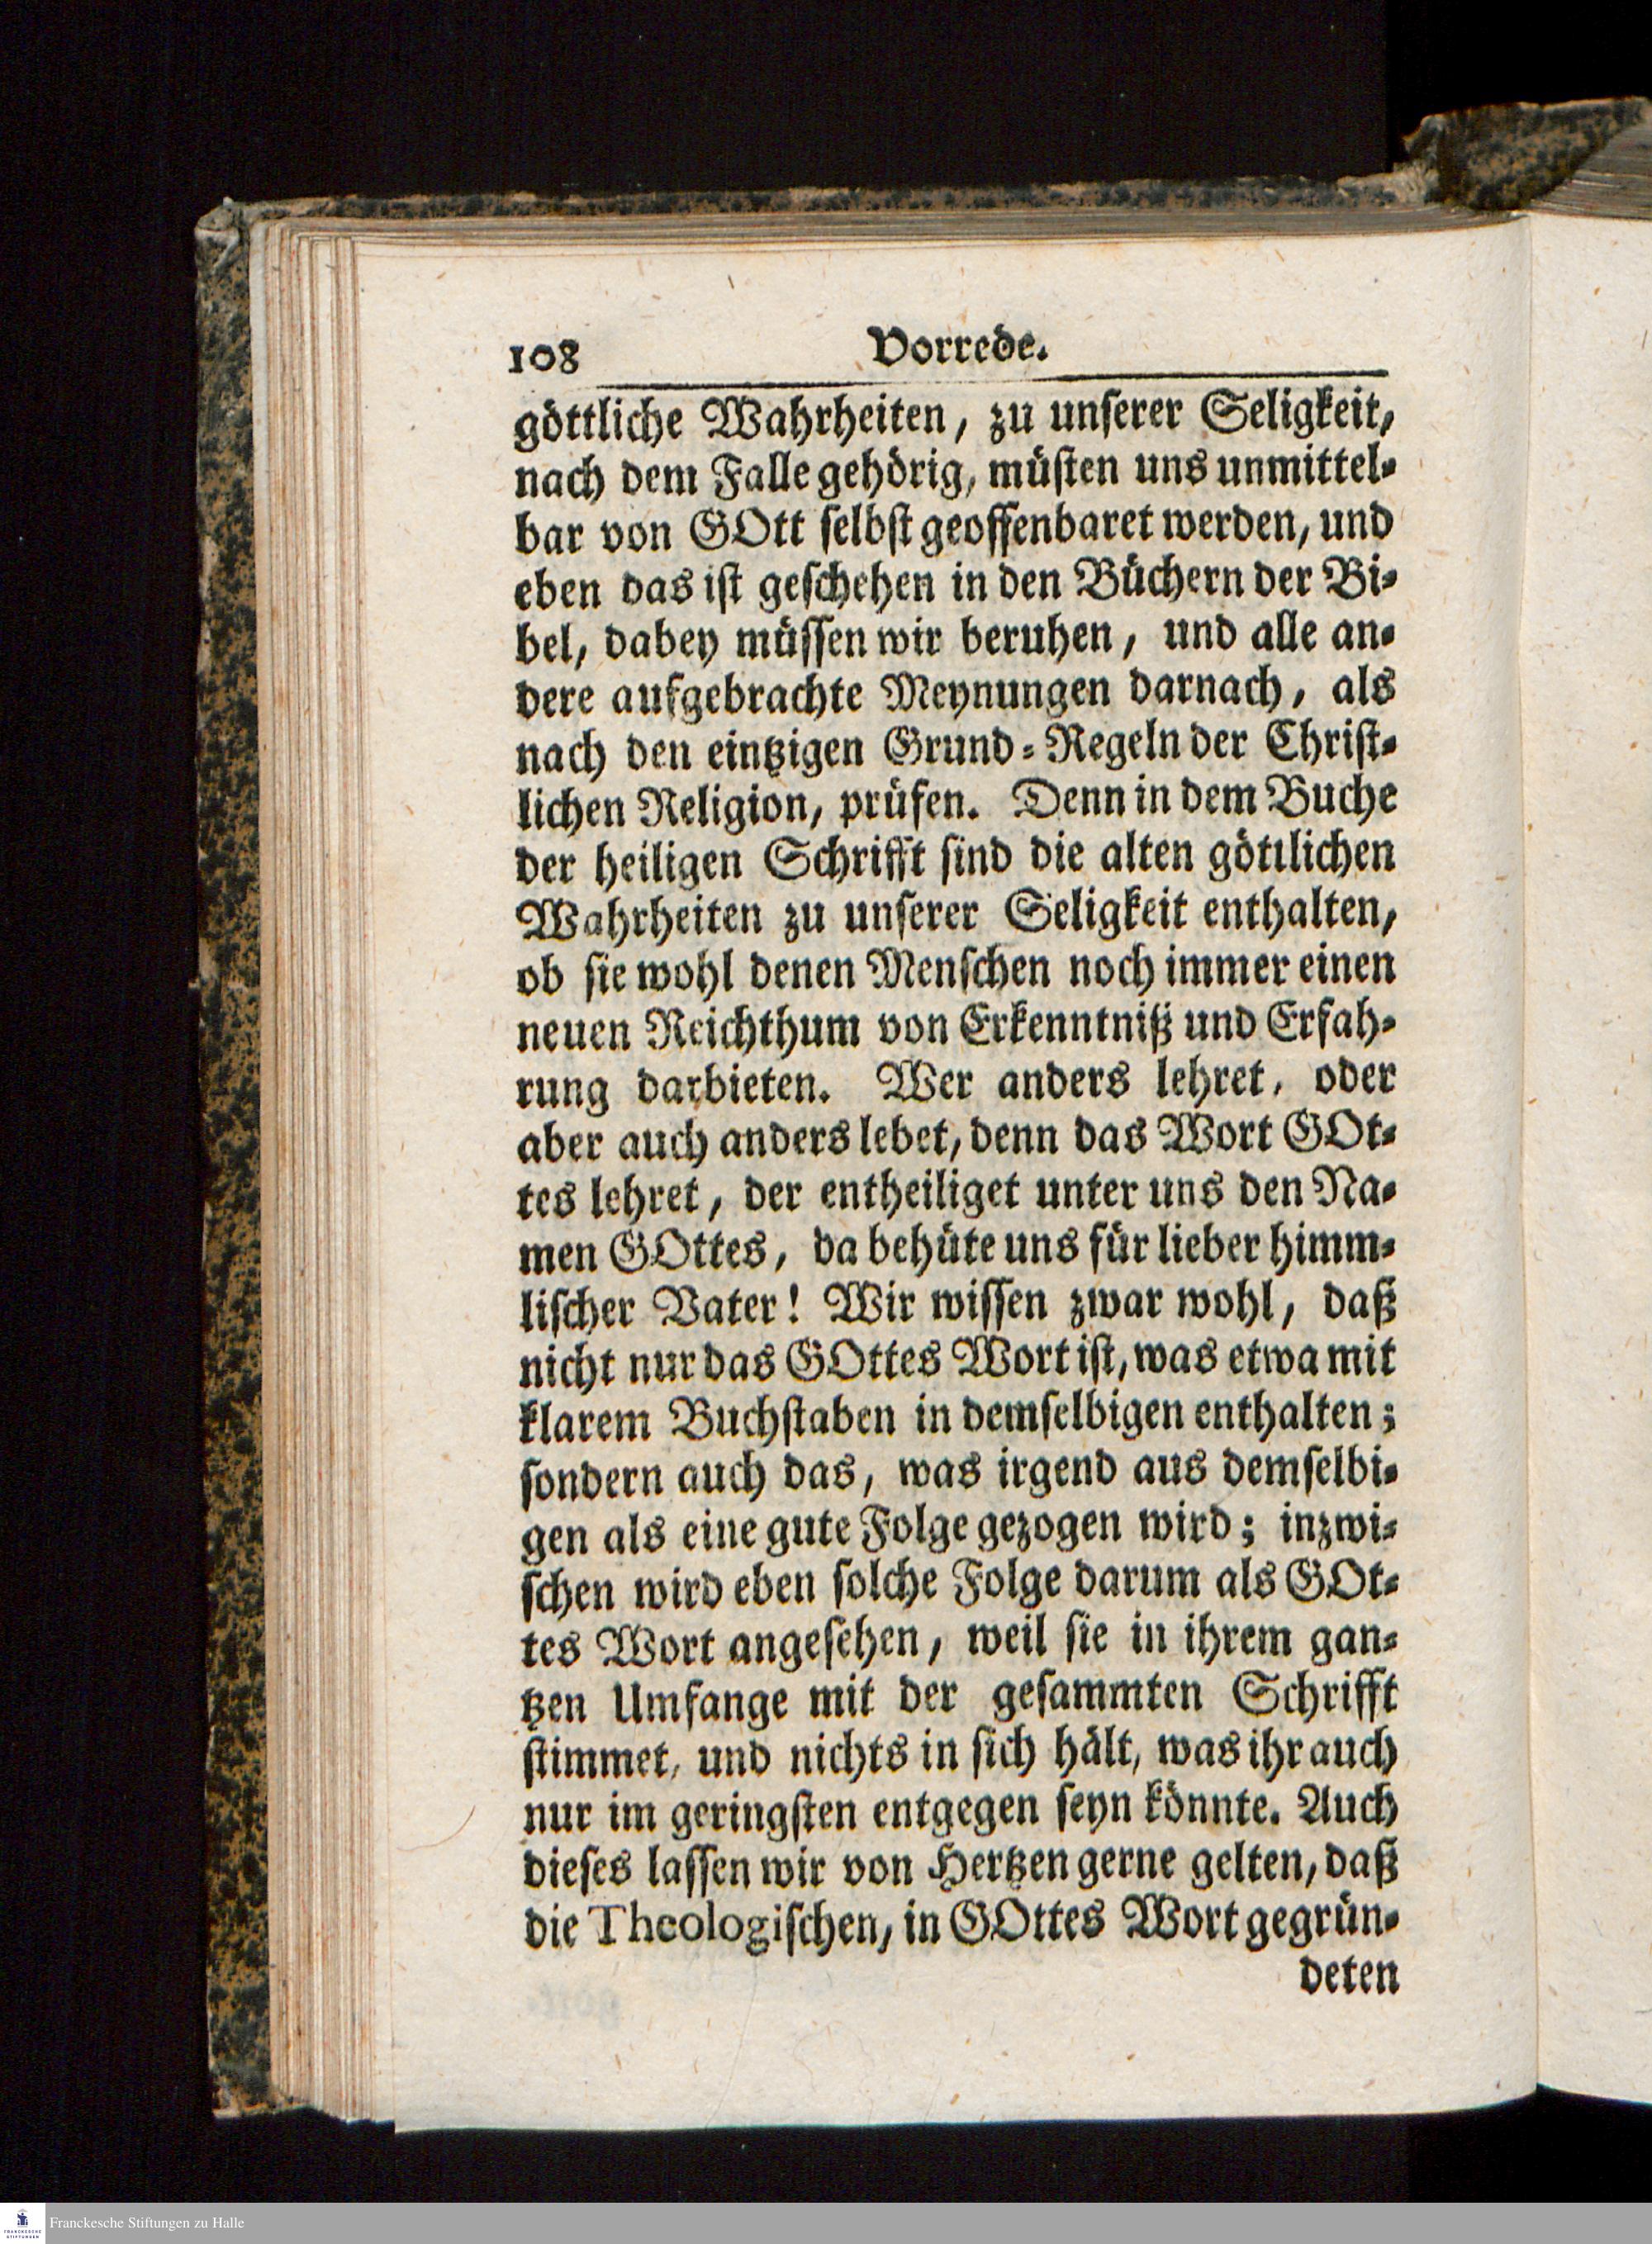 108 Vorrede.
göttliche Wahrheiten, zu unſerer Seligkeit,
nach dem Falle gehörig, müſten uns unmittel⸗
bar von GOtt ſelbſt geoffenbaret werden, und
eben das iſt geſchehen in den Büchern der Bi⸗
bel, dabey müſſen wir beruhen, und alle an⸗
dere aufgebrachte Meynungen darnach, als
nach den eintzigen Grund⸗Regeln der Chriſt⸗
lichen Religion, prüfen. Denn in dem Buche
der heiligen Schrifft ſind die alten göttlichen
Wahrheiten zu unſerer Seligkeit enthalten,
ob ſie wohl denen Menſchen noch immer einen
neuen Reichthum von Erkenntniß und Erfah⸗
rung darbieten. Wer anders lehret, oder
aber auch anders lebet, denn das Wort GOt⸗
tes lehret, der entheiliget unter uns den Na⸗
men GOttes, da behüte uns für lieber himm⸗
liſcher Vater! Wir wiſſen zwar wohl, daß
nicht nur das GOttes Wort iſt, was etwa mit
klarem Buchſtaben in demſelbigen enthalten;
ſondern auch das, was irgend aus demſelbi⸗
gen als eine gute Folge gezogen wird; inzwi⸗
ſchen wird eben ſolche Folge darum als GOt⸗
tes Wort angeſehen, weil ſie in ihrem gan⸗
tzen Umfange mit der geſammten Schrifft
ſtimmet, und nichts in ſich hält, was ihr auch
nur im geringſten entgegen ſeyn könnte. Auch
dieſes laſſen wir von Hertzen gerne gelten, daß
die Theologiſchen, in GOttes Wort gegrün⸗
deten
Franckesche Stiftungen zu Halle